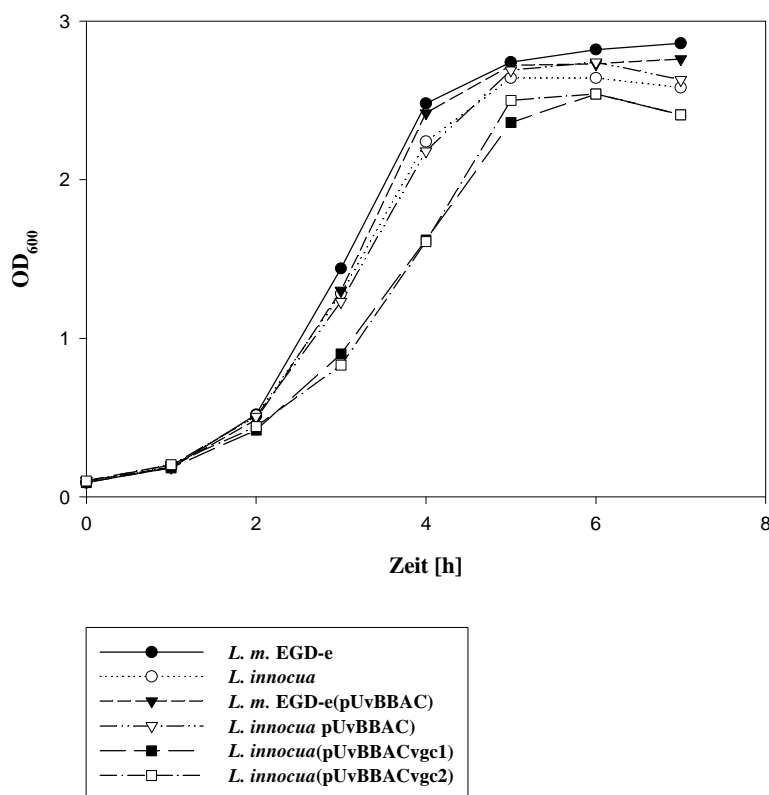 3
2
1
0
OD600
0 2 4 6 8
Zeit [h]
L. m. EGD-e
L. innocua
L. m. EGD-e(pUvBBAC)
L. innocua pUvBBAC)
L. innocua(pUvBBACvgc1)
L. innocua(pUvBBACvgc2)